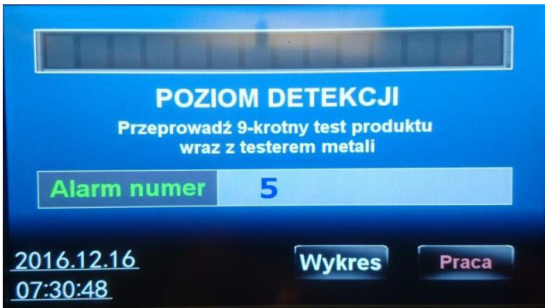 POZIOM DETEKCJI
Przeprowadź 9-krotny test produktu
wraz z testerem metali
Alarm numer 5
2016.12.16
07:30:48
Wykres
Praca